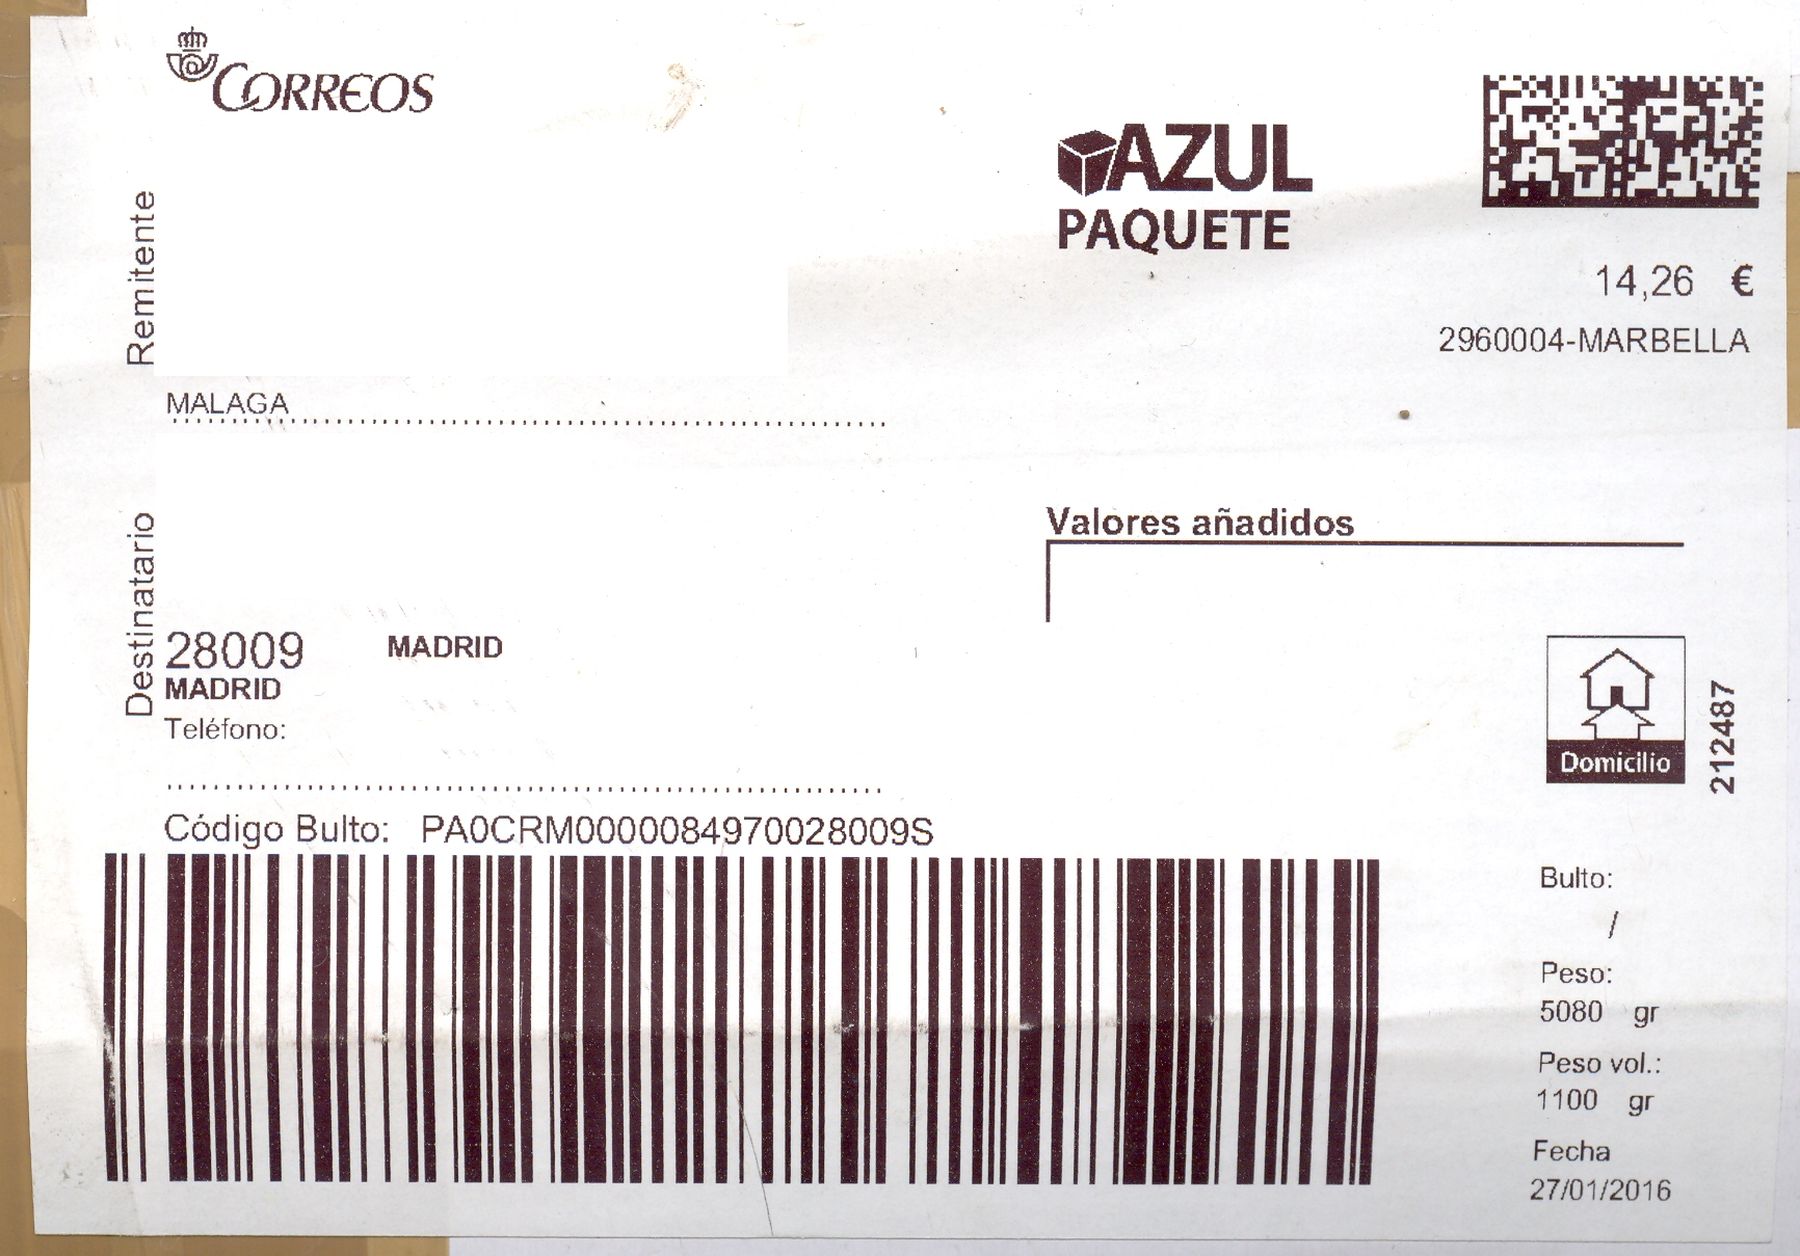 CORREOS
AZUL
PAQUETE
14,26 €
2960004-MARBELLA
Remitente
MALAGA
Valores añadidos
Destinatario
28009 MADRID
MADRID
Teléfono:
Domicilio
212487
Código Bulto: PA0CRM0000084970028009S
Bulto:
/
Peso:
5080 gr
Peso vol.:
1100 gr
Fecha
27/01/2016